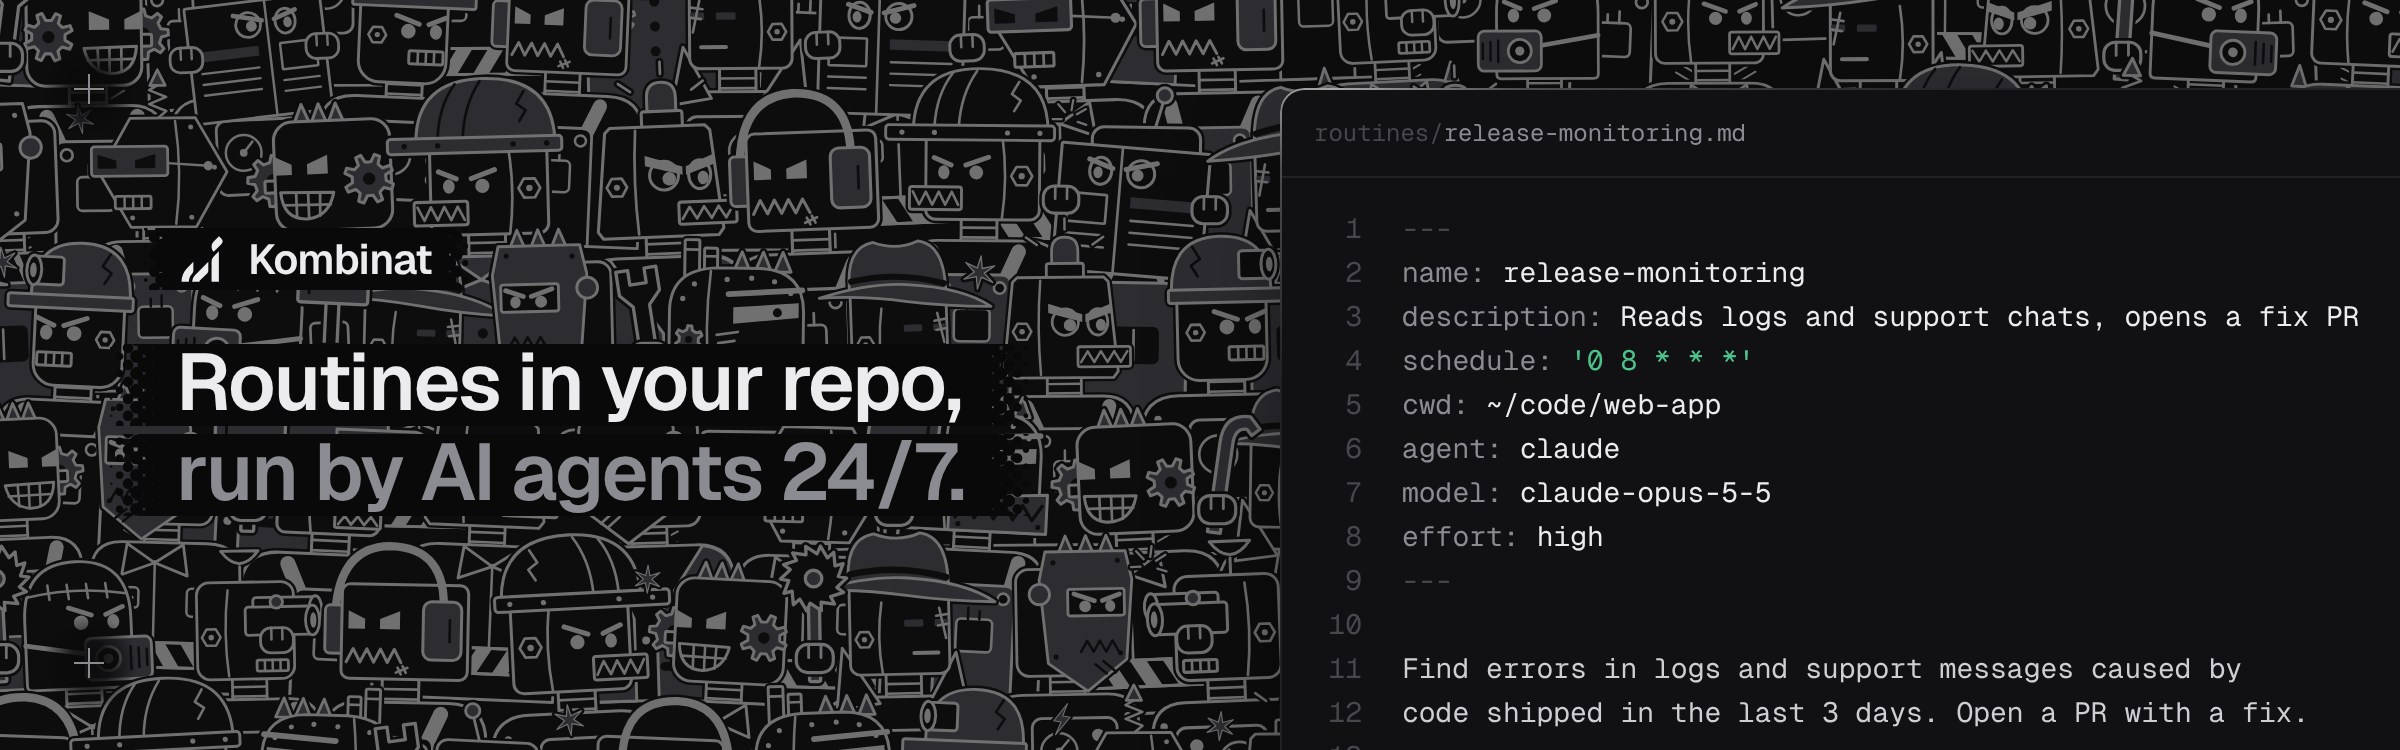 Kombinat
Routines in your repo,
run by AI agents 24/7.
routines/release-monitoring.md
1 ---
2 name: release-monitoring
3 description: Reads logs and support chats, opens a fix PR
4 schedule: '0 8 * * *'
5 cwd: ~/code/web-app
6 agent: claude
7 model: claude-opus-5-5
8 effort: high
9 ---
10
11 Find errors in logs and support messages caused by
12 code shipped in the last 3 days. Open a PR with a fix.